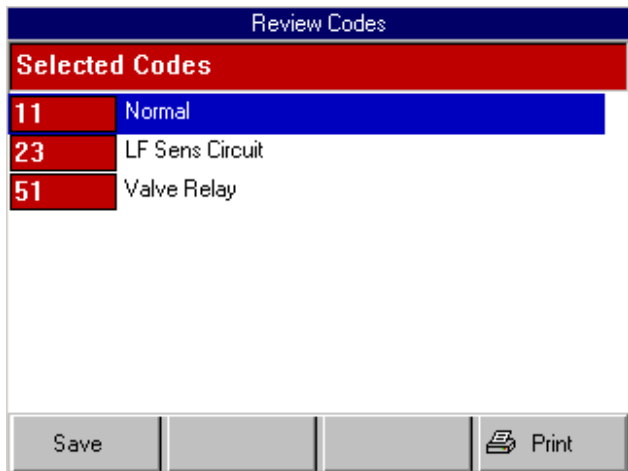 Review Codes
Selected Codes
11 Normal
23 LF Sens Circuit
51 Valve Relay
Save Print